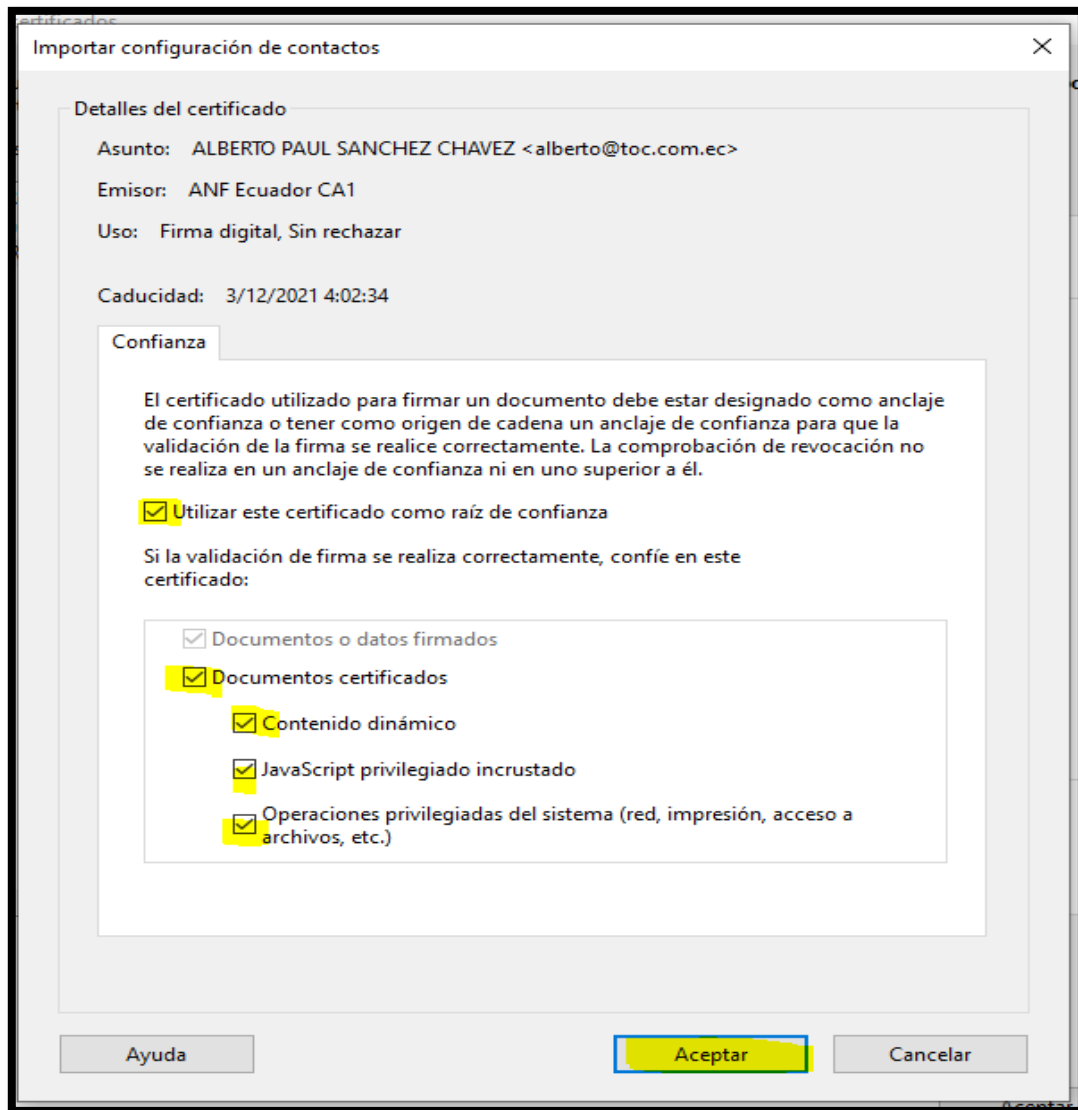 certificados
Importar configuración de contactos
Detalles del certificado
Asunto: ALBERTO PAUL SANCHEZ CHAVEZ <alberto@toc.com.ec>
Emisor: ANF Ecuador CA1
Uso: Firma digital, Sin rechazar
Caducidad: 3/12/2021 4:02:34
Confianza
El certificado utilizado para firmar un documento debe estar designado como anclaje
de confianza o tener como origen de cadena un anclaje de confianza para que la
validación de la firma se realice correctamente. La comprobación de revocación no
se realiza en un anclaje de confianza ni en uno superior a él.
Utilizar este certificado como raíz de confianza
Si la validación de firma se realiza correctamente, confíe en este
certificado:
Documentos o datos firmados
Documentos certificados
Contenido dinámico
JavaScript privilegiado incrustado
Operaciones privilegiadas del sistema (red, impresión, acceso a
archivos, etc.)
Ayuda
Aceptar
Cancelar
Aceptar